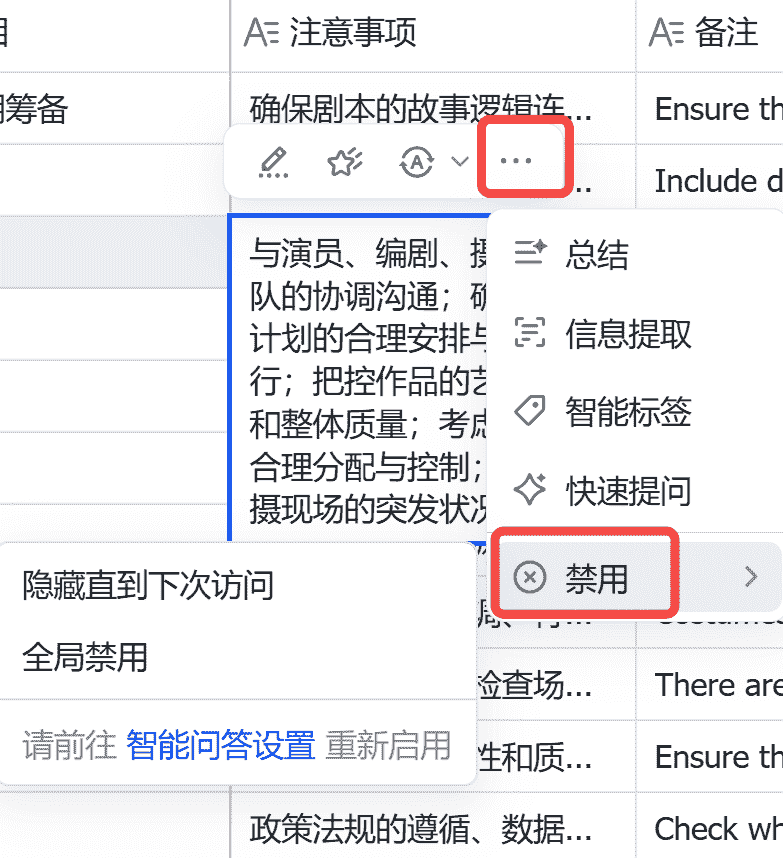 注意事项
备注
筹备
确保剧本的故事逻辑连...
Ensure th
Include d
与演员、编剧、
队的协调沟通；
计划的合理安排
行；把控作品的
和整体质量；考虑
合理分配与控制；
摄现场的突发状况
总结
信息提取
智能标签
快速提问
禁用
隐藏直到下次访问
全局禁用
请前往 智能问答设置 重新启用
检查场...
There are
性和质...
Ensure the
政策法规的遵循、数据...
Check wh